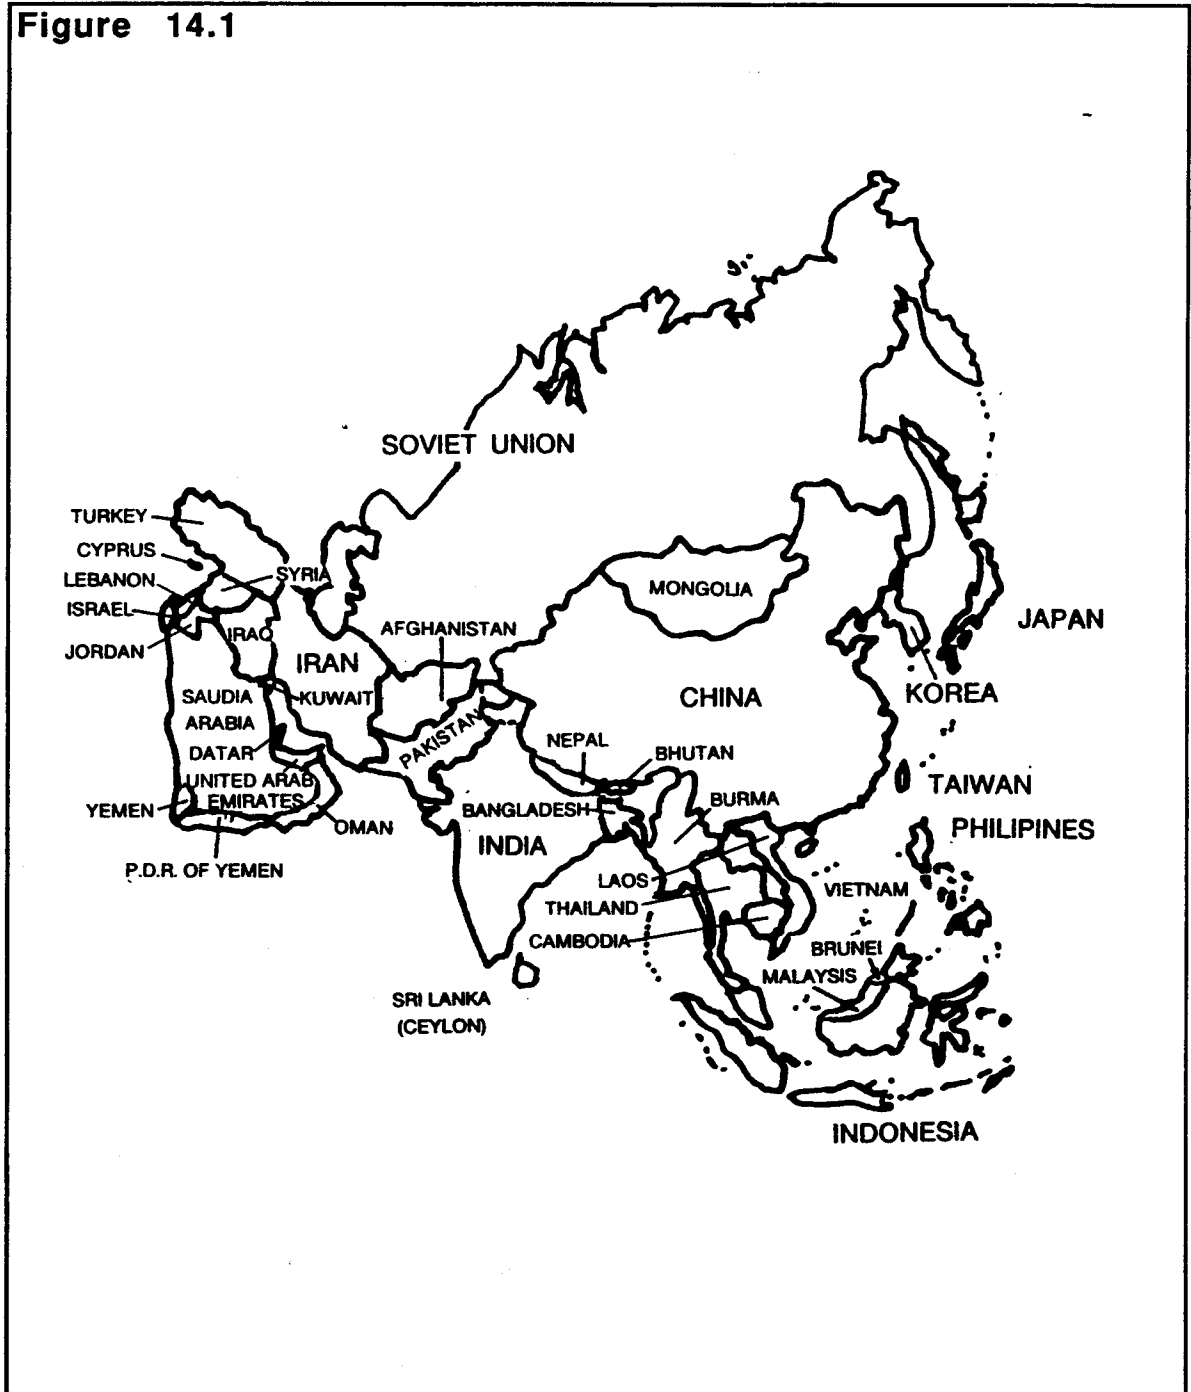 Figure 14.1
SOVIET UNION
TURKEY
CYPRUS
LEBANON
SYRIA
ISRAEL
JORDAN
IRAQ
IRAN
AFGHANISTAN
MONGOLIA
JAPAN
SAUDIA
ARABIA
KUWAIT
PAKISTAN
CHINA
KOREA
DATAR
NEPAL
BHUTAN
UNITED ARAB
EMIRATES
YEMEN
OMAN
BANGLADESH
BURMA
TAIWAN
INDIA
PHILIPINES
P.D.R. OF YEMEN
LAOS
VIETNAM
THAILAND
CAMBODIA
BRUNEI
MALAYSIS
SRI LANKA
(CEYLON)
INDONESIA